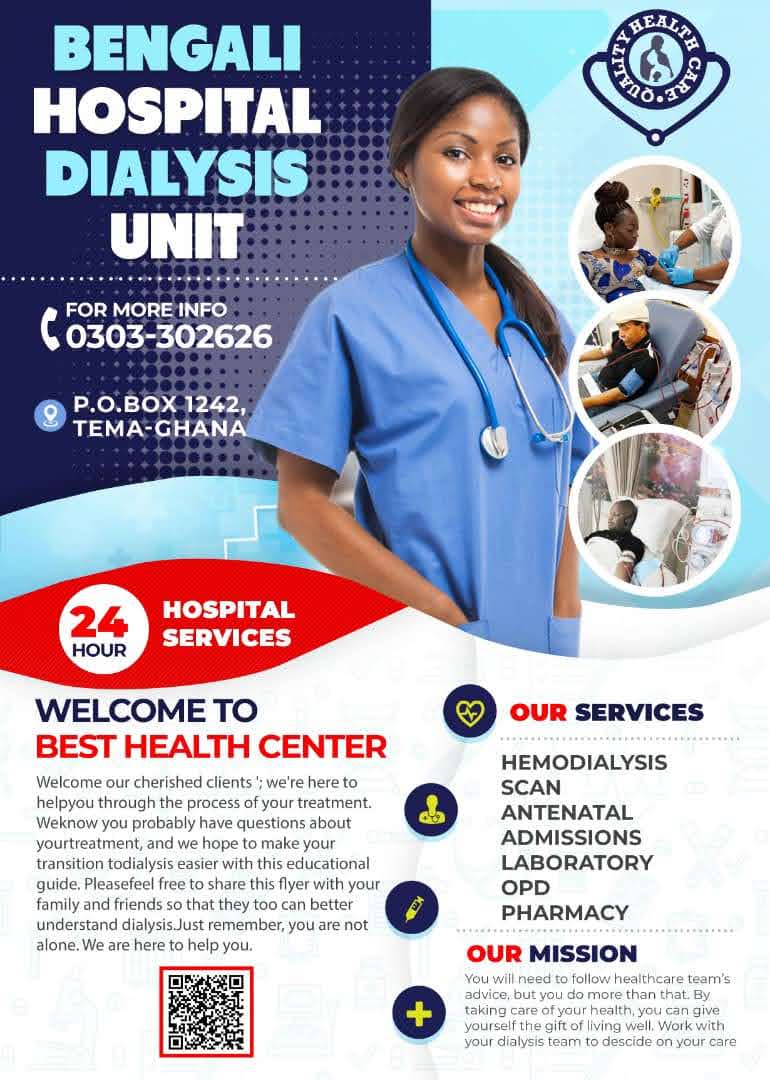 BENGALI
HOSPITAL
DIALYSIS
UNIT
QUALITY HEALTH CARE
FOR MORE INFO
0303-302626
P.O.BOX 1242,
TEMA-GHANA
24
HOUR
HOSPITAL
SERVICES
WELCOME TO
BEST HEALTH CENTER
Welcome our cherished clients '; we're here to
helpyou through the process of your treatment.
Weknow you probably have questions about
yourtreatment, and we hope to make your
transition todialysis easier with this educational
guide. Pleasefeel free to share this flyer with your
family and friends so that they too can better
understand dialysis.Just remember, you are not
alone. We are here to help you.
OUR SERVICES
HEMODIALYSIS
SCAN
ANTENATAL
ADMISSIONS
LABORATORY
OPD
PHARMACY
OUR MISSION
You will need to follow healthcare team's
advice, but you do more than that. By
taking care of your health, you can give
yourself the gift of living well. Work with
your dialysis team to descide on your care